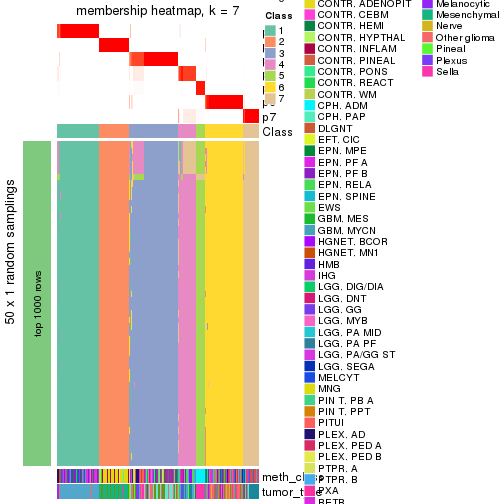 membership heatmap, k = 7
p7
Class
50 x 1 random samplings
top 1000 rows
meth_cl
tumor_t
Class
1
2
3
4
5
6
7
CONTR. ADENOPIT
CONTR. CEBM
CONTR. HEMI
CONTR. HYPTHAL
CONTR. INFLAM
CONTR. PINEAL
CONTR. PONS
CONTR. REACT
CONTR. WM
CPH. ADM
CPH. PAP
DLGNT
EFT. CIC
EPN. MPE
EPN. PF A
EPN. PF B
EPN. RELA
EPN. SPINE
EWS
GBM. MES
GBM. MYCN
HGNET. BCOR
HGNET. MN1
HMB
IHG
LGG. DIG/DIA
LGG. DNT
LGG. GG
LGG. MYB
LGG. PA MID
LGG. PA PF
LGG. PA/GG ST
LGG. SEGA
MELCYT
MNG
PIN T. PB A
PIN T. PPT
PITUI
PLEX. AD
PLEX. PED A
PLEX. PED B
PTPR. A
PTPR. B
PXA
RETB
Melanocytic
Mesenchymal
Nerve
Other glioma
Pineal
Plexus
Sella